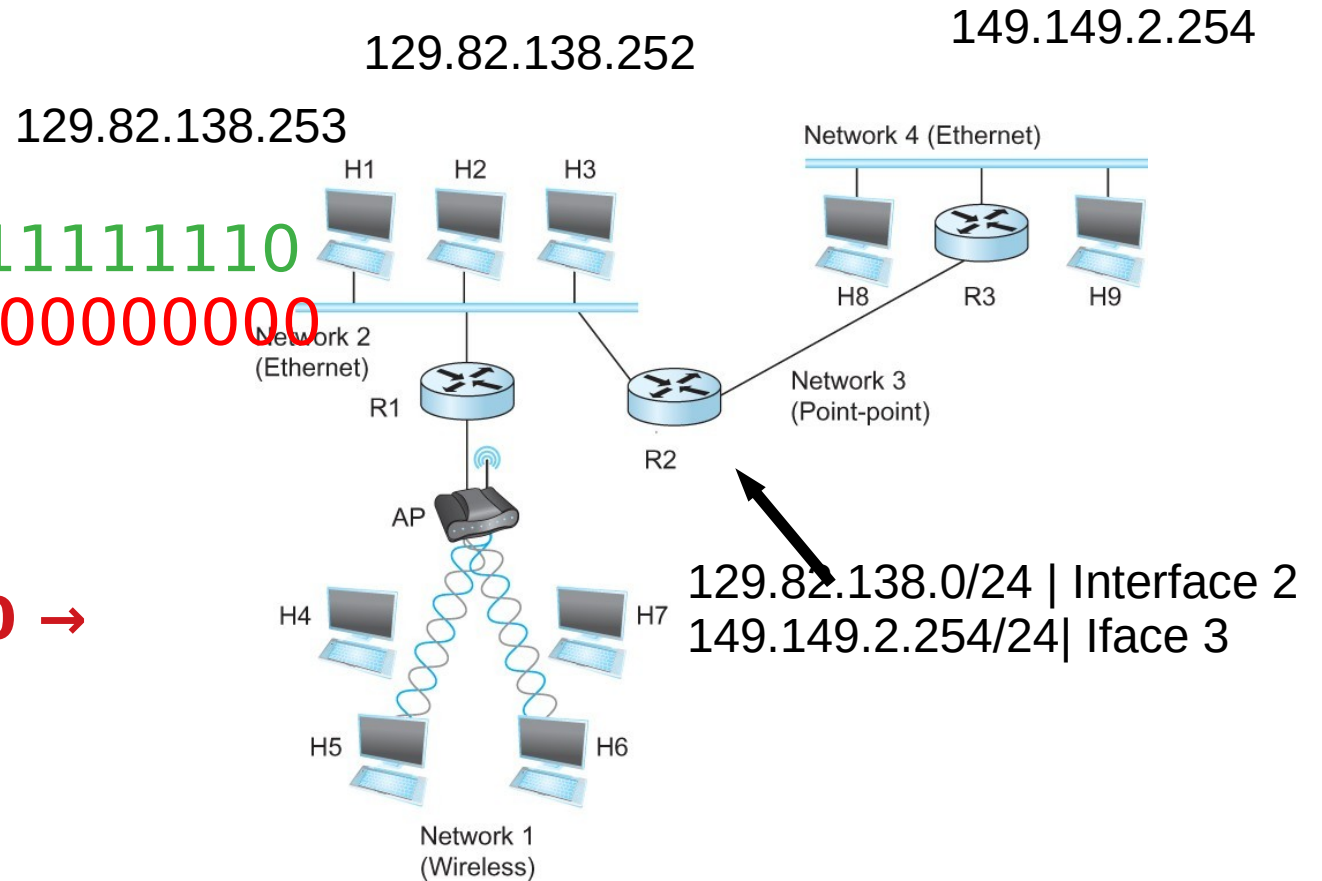 149.149.2.254
129.82.138.252
129.82.138.253
Network 4 (Ethernet)
H1 H2 H3
11111110
H8 R3 H9
000000000
Network 2
(Ethernet)
R1
Network 3
(Point-point)
R2
AP
129.82.138.0/24 | Interface 2
149.149.2.254/24| Iface 3
H4 H7
0 →
H5 H6
Network 1
(Wireless)